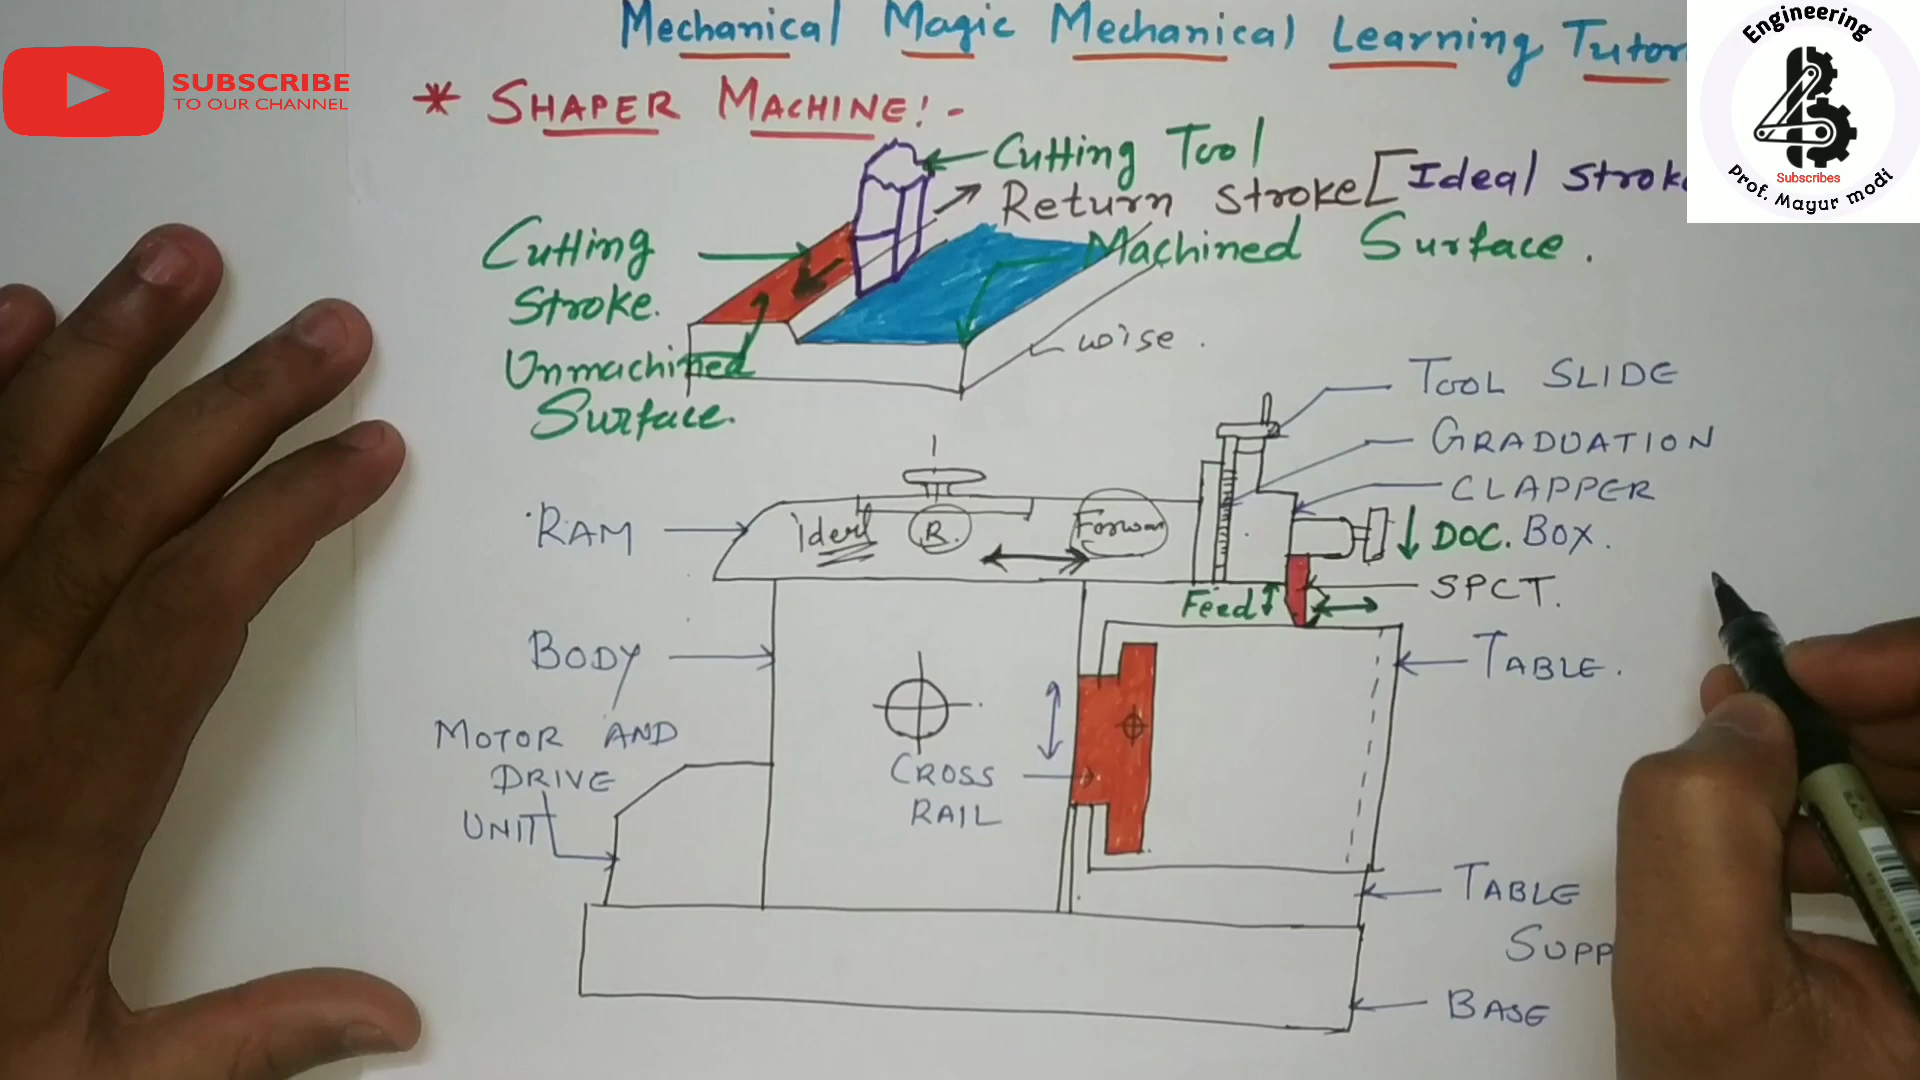 Mechanical Magic Mechanical Learning Tutor
SUBSCRIBE
TO OUR CHANNEL
Engineering
Subscribes
Prof. Mayur modi
* SHAPER MACHINE! -
Cutting Tool
Return Stroke [Ideal Stroke
Cutting
Stroke.
Machined Surface.
Unmachined
Surface.
woise.
TOOL SLIDE
GRADUATION
CLAPPER
BOX.
DOC.
RAM
Ideal
R.
Forwar
Feed
SPCT.
BODY
TABLE.
MOTOR AND
DRIVE
UNIT
CROSS
RAIL
TABLE
SUPP
BASE